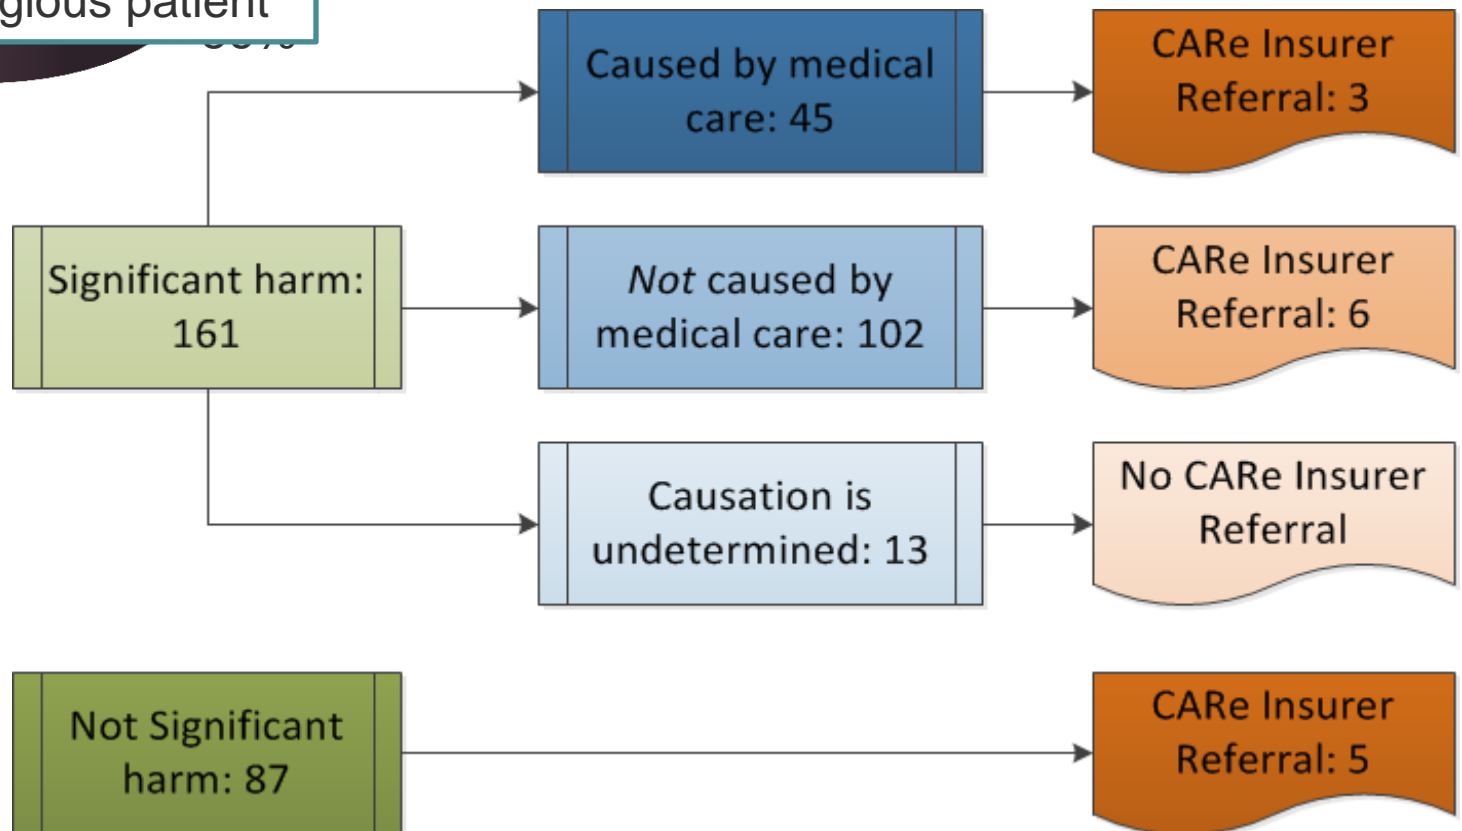 patient
Caused by medical
care: 45
CARe Insurer
Referral: 3
Significant harm:
161
Not caused by
medical care: 102
CARe Insurer
Referral: 6
Causation is
undetermined: 13
No CARe Insurer
Referral
Not Significant
harm: 87
CARe Insurer
Referral: 5